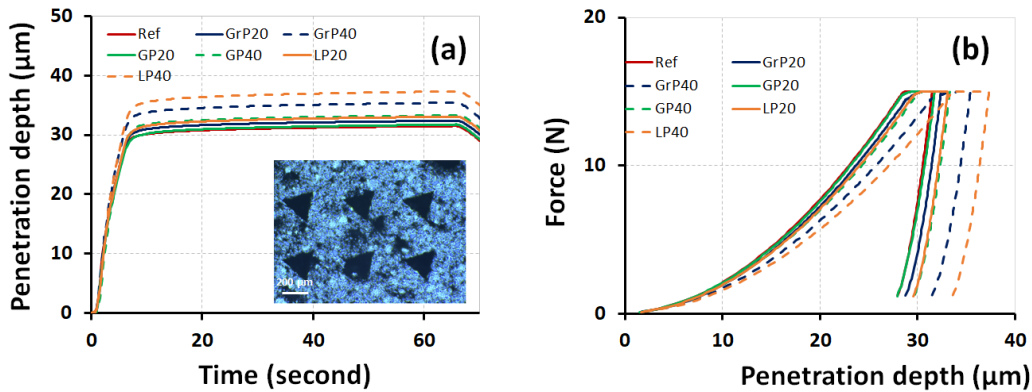 50
40
30
20
10
0
Penetration depth (µm)
(a)
Ref GrP20 GrP40
GP20 GP40 LP20
LP40
200 µm
0 20 40 60
Time (second)
20
10
0
Force (N)
(b)
Ref GrP20
GrP40 GP20
GP40 LP20
LP40
0 10 20 30 40
Penetration depth (µm)